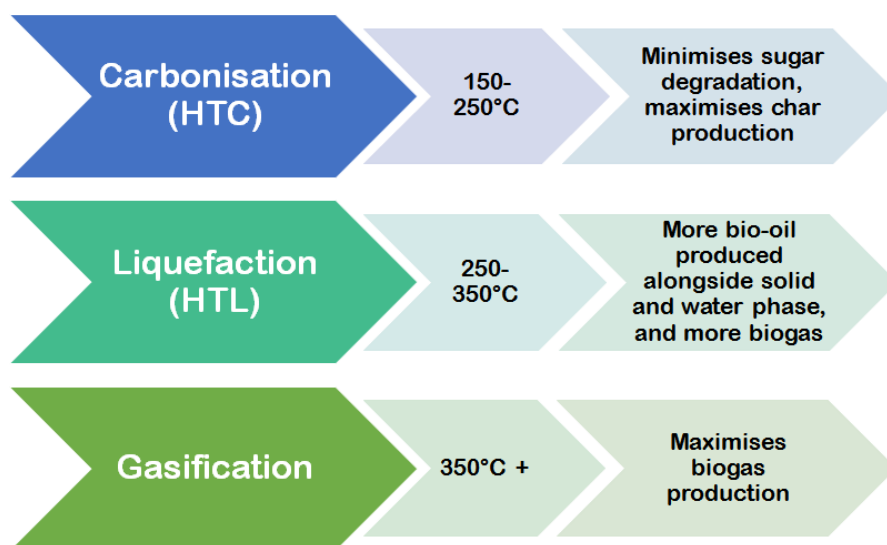 Carbonisation
(HTC)
150-
250°C
Minimises sugar
degradation,
maximises char
production
Liquefaction
(HTL)
250-
350°C
More bio-oil
produced
alongside solid
and water phase,
and more biogas
Gasification
350°C +
Maximises
biogas
production